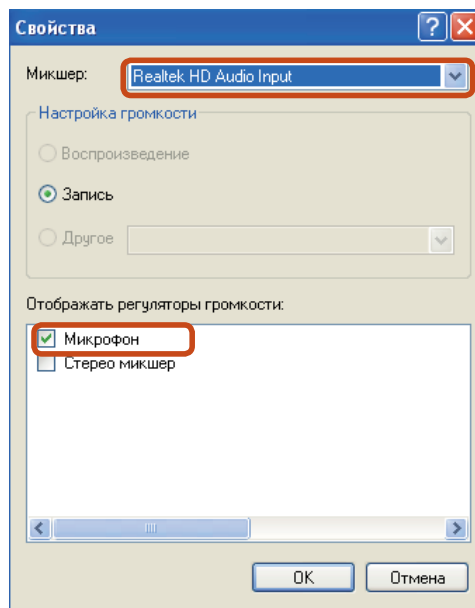 Свойства
Микшер: Realtek HD Audio Input
Настройка громкости
Воспроизведение
Запись
Другое
Отображать регуляторы громкости:
Микрофон
Стерео микшер
OK Отмена